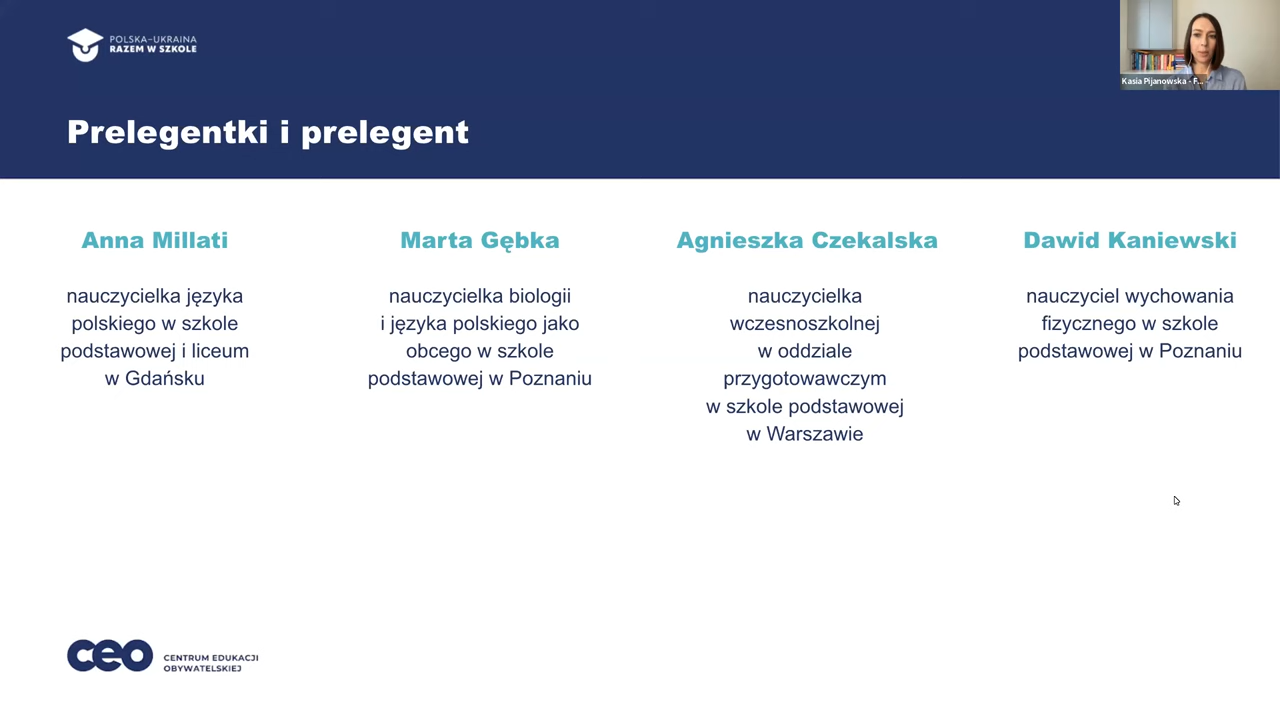 POLSKA–UKRAINA
RAZEM W SZKOLE
Kasia Pijanowska - F...
Prelegentki i prelegent
Anna Millati
nauczycielka języka
polskiego w szkole
podstawowej i liceum
w Gdańsku
Marta Gębka
nauczycielka biologii
i języka polskiego jako
obcego w szkole
podstawowej w Poznaniu
Agnieszka Czekalska
nauczycielka
wczesnoszkolnej
w oddziale
przygotowawczym
w szkole podstawowej
w Warszawie
Dawid Kaniewski
nauczyciel wychowania
fizycznego w szkole
podstawowej w Poznaniu
ceo
CENTRUM EDUKACJI
OBYWATELSKIEJ